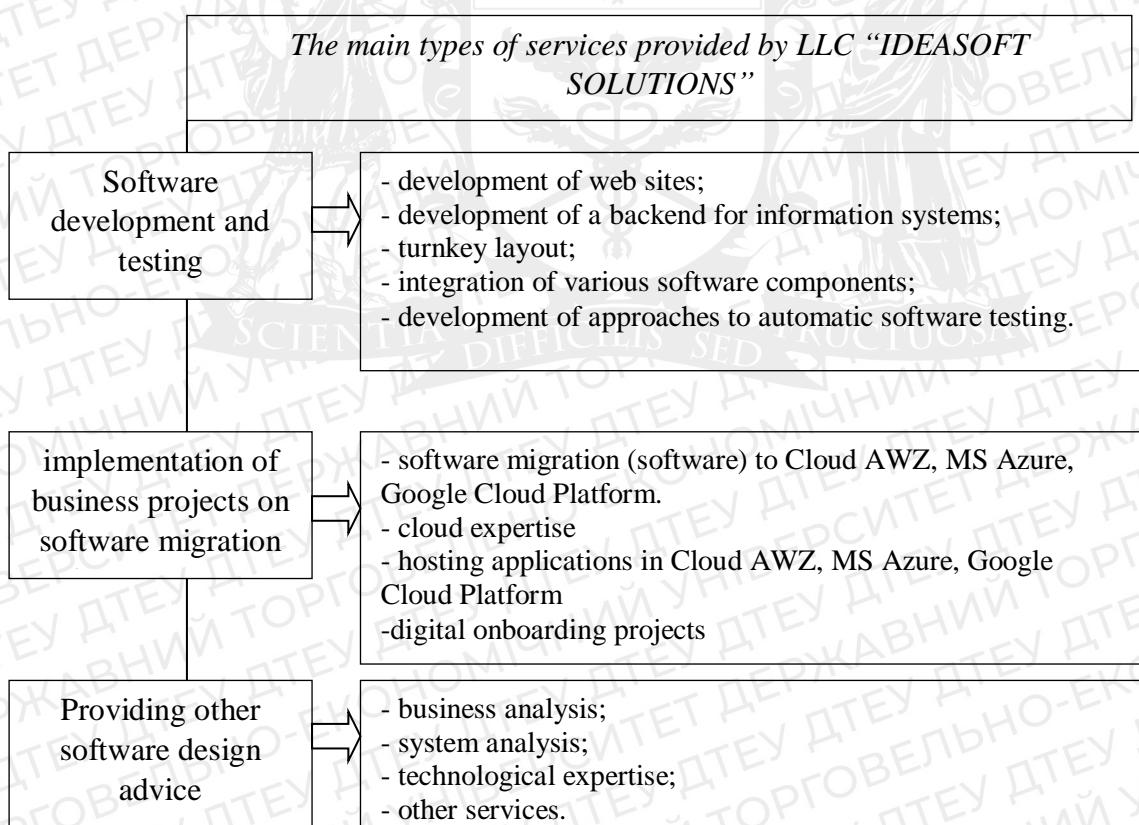 The main types of services provided by LLC “IDEASOFT
SOLUTIONS”
Software
development and
testing
- development of web sites;
- development of a backend for information systems;
- turnkey layout;
- integration of various software components;
- development of approaches to automatic software testing.
SCIENTIA DIFFICILIS SED FRUCTUOSA
implementation of
business projects on
software migration
- software migration (software) to Cloud AWZ, MS Azure,
Google Cloud Platform.
- cloud expertise
- hosting applications in Cloud AWZ, MS Azure, Google
Cloud Platform
-digital onboarding projects
Providing other
software design
advice
- business analysis;
- system analysis;
- technological expertise;
- other services.